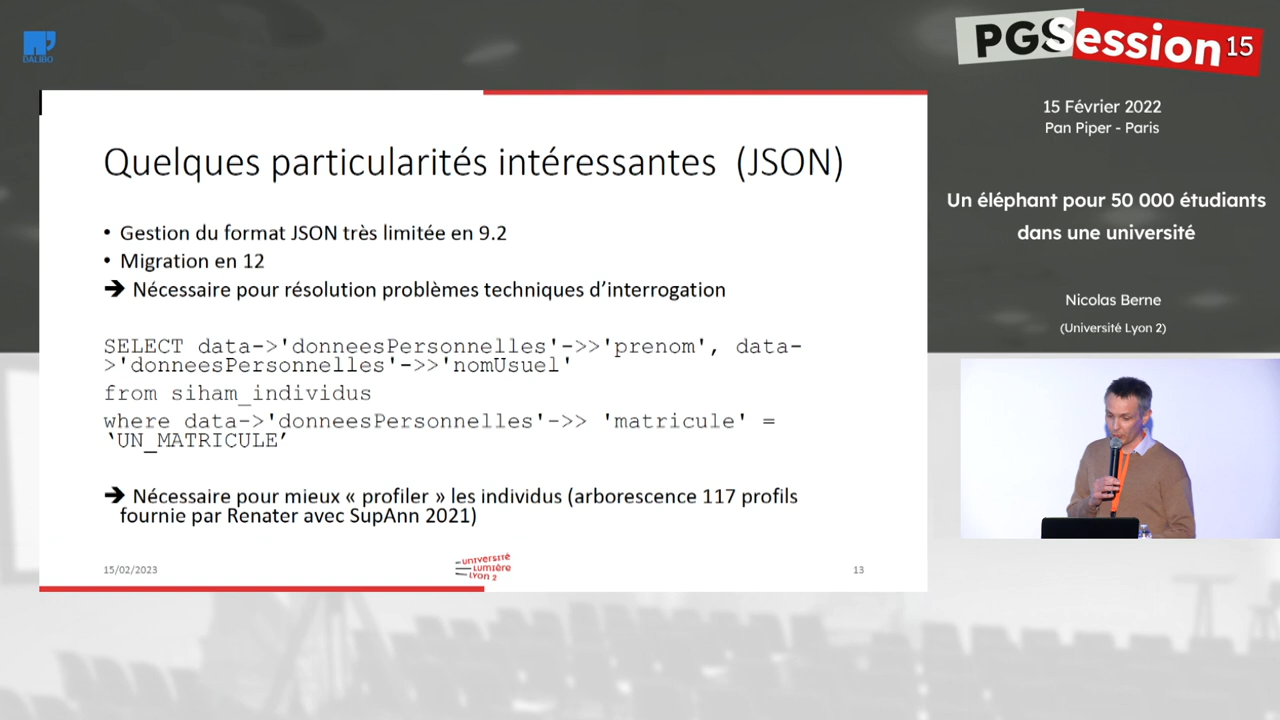 DALIBO
PGSession 15
15 Février 2022
Pan Piper - Paris
Un éléphant pour 50 000 étudiants
dans une université
Nicolas Berne
(Université Lyon 2)
Quelques particularités intéressantes (JSON)
• Gestion du format JSON très limitée en 9.2
• Migration en 12
➔ Nécessaire pour résolution problèmes techniques d’interrogation
SELECT data->'donneesPersonnelles'->>'prenom', data-
>'donneesPersonnelles'->>'nomUsuel'
from siham_individus
where data->'donneesPersonnelles'->> 'matricule' =
‘UN_MATRICULE’
➔ Nécessaire pour mieux « profiler » les individus (arborescence 117 profils
fournie par Renater avec SupAnn 2021)
15/02/2023
UNIVERSITÉ
LUMIÈRE
LYON 2
13